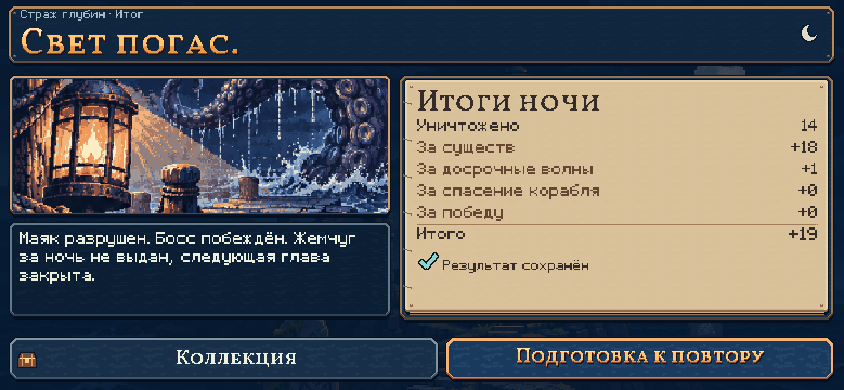 Страж глубин · Итог
Свет погас.
Итоги ночи
Уничтожено 14
За существ +18
За досрочные волны +1
За спасение корабля +0
За победу +0
Итого +19
Результат сохранён
Маяк разрушен. Босс побеждён. Жемчуг
за ночь не выдан, следующая глава
закрыта.
Коллекция
Подготовка к повтору